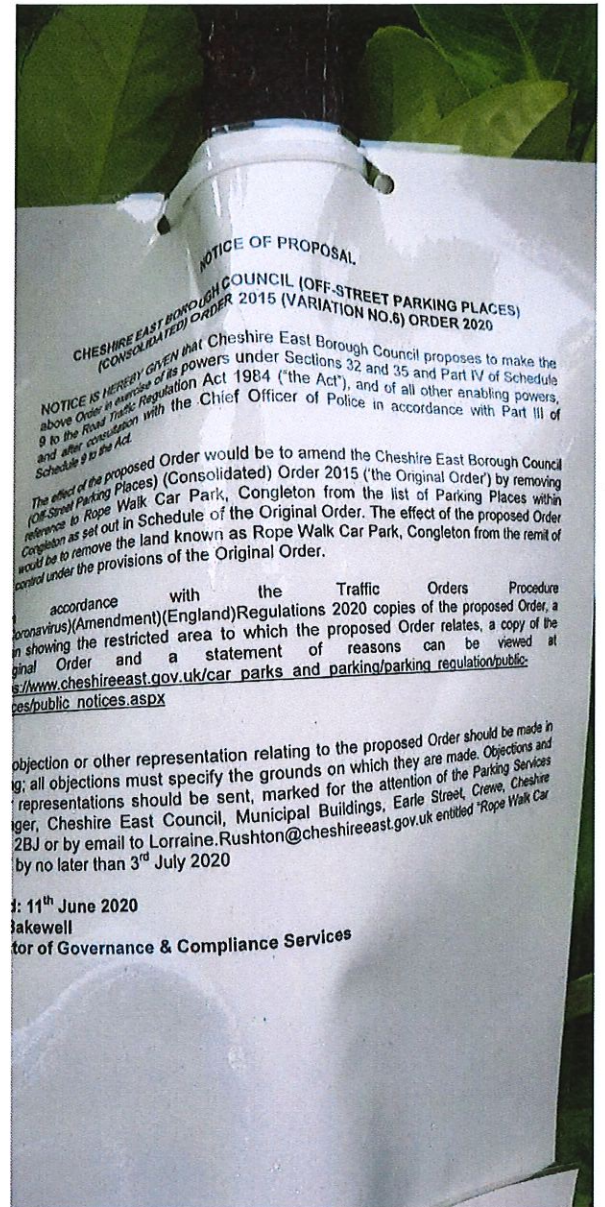 NOTICE OF PROPOSAL
CHESHIRE EAST BOROUGH COUNCIL (OFF-STREET PARKING PLACES)
(CONSOLIDATED) ORDER 2015 (VARIATION NO.6) ORDER 2020
NOTICE IS HEREBY GIVEN that Cheshire East Borough Council proposes to make the
above Order in exercise of its powers under Sections 32 and 35 and Part IV of Schedule
9 to the Road Traffic Regulation Act 1984 ("the Act"), and of all other enabling powers,
and after consultation with the Chief Officer of Police in accordance with Part III of
Schedule 9 to the Act.
The effect of the proposed Order would be to amend the Cheshire East Borough Council
(Off-Street Parking Places) (Consolidated) Order 2015 ('the Original Order') by removing
reference to Rope Walk Car Park, Congleton from the list of Parking Places within
Congleton as set out in Schedule of the Original Order. The effect of the proposed Order
would be to remove the land known as Rope Walk Car Park, Congleton from the remit of
control under the provisions of the Original Order.
accordance with the Traffic Orders Procedure
oronavirus)(Amendment)(England)Regulations 2020 copies of the proposed Order, a
n showing the restricted area to which the proposed Order relates, a copy of the
ginal Order and a statement of reasons can be viewed at
s://www.cheshireeast.gov.uk/car_parks_and_parking/parking_regulation/public-
ces/public_notices.aspx
objection or other representation relating to the proposed Order should be made in
g; all objections must specify the grounds on which they are made. Objections and
representations should be sent, marked for the attention of the Parking Services
ger, Cheshire East Council, Municipal Buildings, Earle Street, Crewe, Cheshire
2BJ or by email to Lorraine.Rushton@cheshireeast.gov.uk entitled "Rope Walk Car
by no later than 3rd July 2020
d: 11th June 2020
Bakewell
tor of Governance & Compliance Services